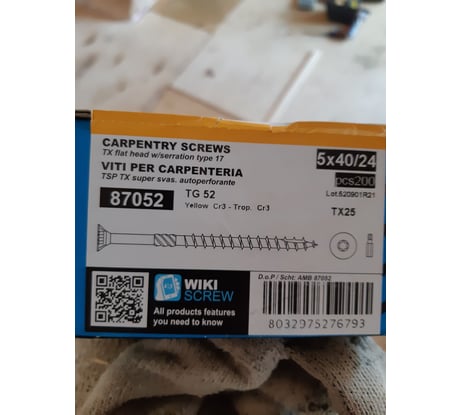 CARPENTRY SCREWS
TX flat head w/serration type 17
VITI PER CARPENTERIA
TSP TX super svas. autoperforante
5x40/24
pcs200
Lot:520901R21
87052
TG 52
Yellow Cr3 - Trop. Cr3
TX25
WIKI
SCREW
All products features
you need to know
D.o.P / Scht: AMB 87052
8032975276793